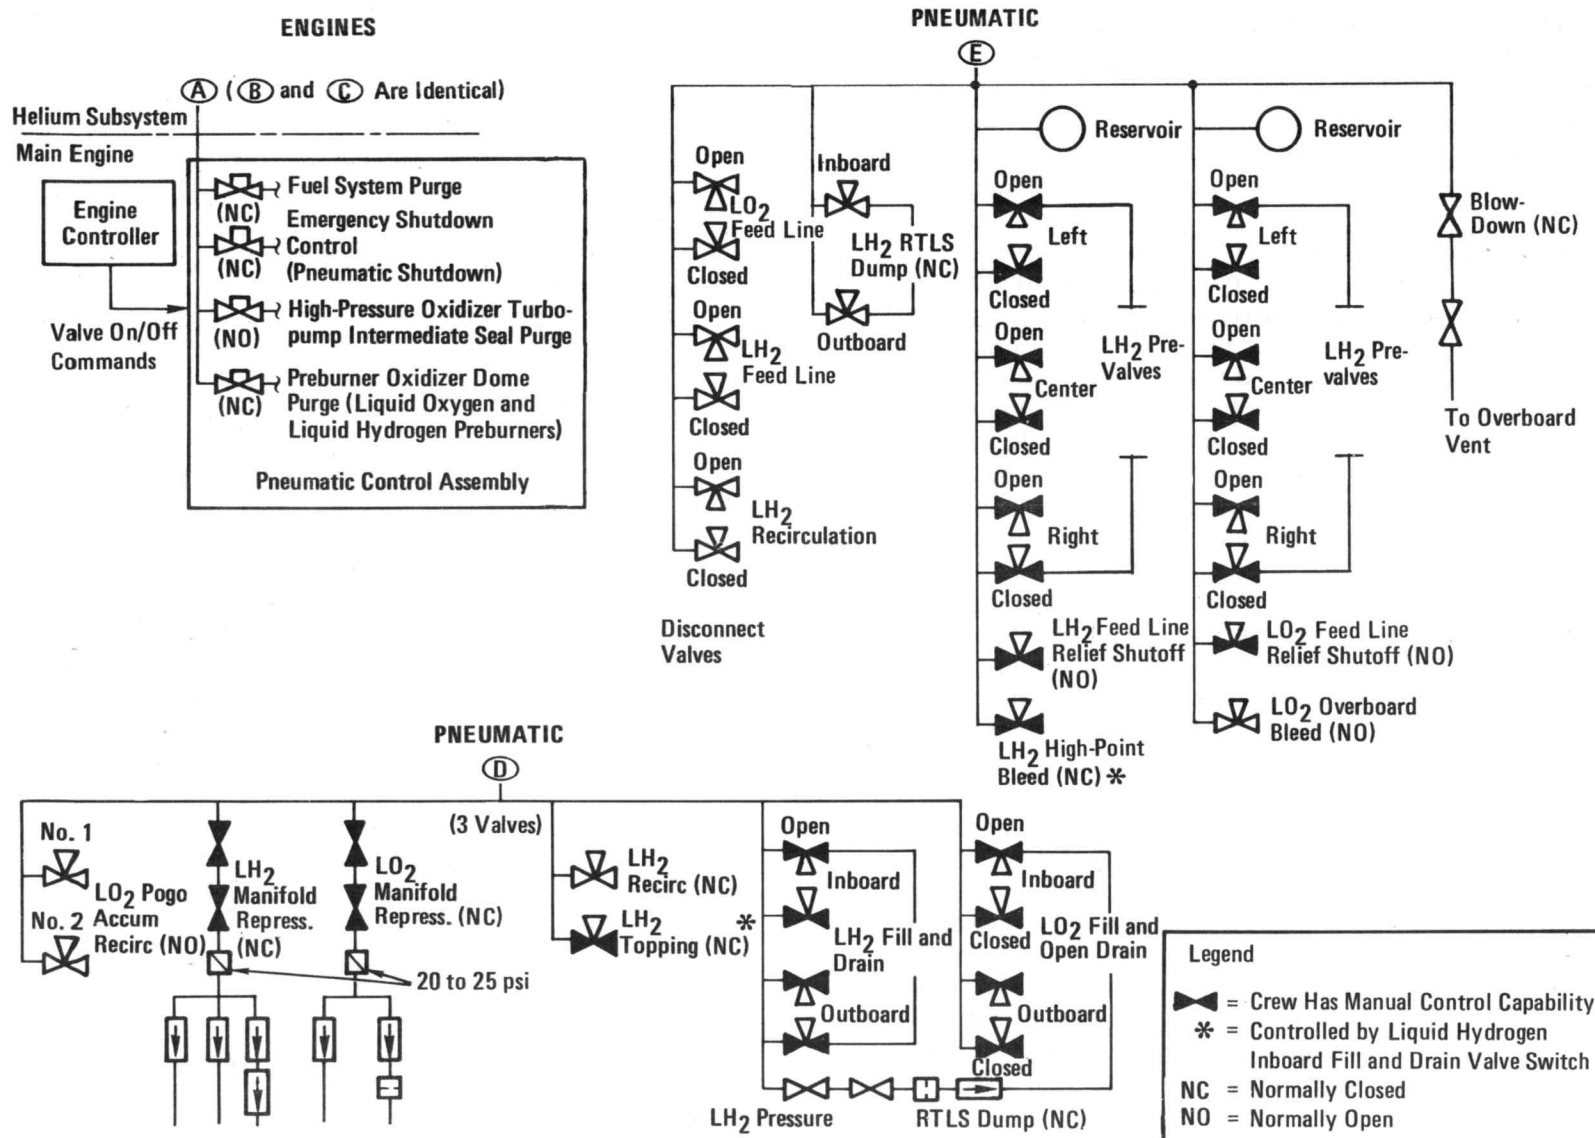 ENGINES
A (B and C Are Identical)
Helium Subsystem
Main Engine
Engine
Controller
Valve On/Off
Commands
(NC)
Fuel System Purge
(NC)
Emergency Shutdown
Control
(Pneumatic Shutdown)
(NO)
High-Pressure Oxidizer Turbo-
pump Intermediate Seal Purge
(NC)
Preburner Oxidizer Dome
Purge (Liquid Oxygen and
Liquid Hydrogen Preburners)
Pneumatic Control Assembly
PNEUMATIC
E
Open
LO2
Feed Line
Closed
Open
LH2
Feed Line
Closed
Open
LH2
Recirculation
Closed
Disconnect
Valves
Inboard
LH2 RTLS
Dump (NC)
Outboard
Reservoir
Open
Left
Closed
Open
Center
Closed
Open
Right
Closed
LH2 Pre-
Valves
LH2 Feed Line
Relief Shutoff
(NO)
LH2 High-Point
Bleed (NC) *
Reservoir
Open
Left
Closed
Open
Center
Closed
Open
Right
Closed
LH2 Pre-
valves
LO2 Feed Line
Relief Shutoff (NO)
LO2 Overboard
Bleed (NO)
Blow-
Down (NC)
To Overboard
Vent
PNEUMATIC
D
(3 Valves)
No. 1
No. 2
LO2 Pogo
Accum
Recirc (NO)
LH2
Manifold
Repress.
(NC)
LO2
Manifold
Repress. (NC)
20 to 25 psi
LH2
Recirc (NC)
LH2
Topping (NC)
*
Open
Inboard
LH2 Fill and
Drain
Outboard
Open
Inboard
Closed
LO2 Fill and
Open Drain
Outboard
Closed
LH2 Pressure
RTLS Dump (NC)
Legend
= Crew Has Manual Control Capability
* = Controlled by Liquid Hydrogen
Inboard Fill and Drain Valve Switch
NC = Normally Closed
NO = Normally Open